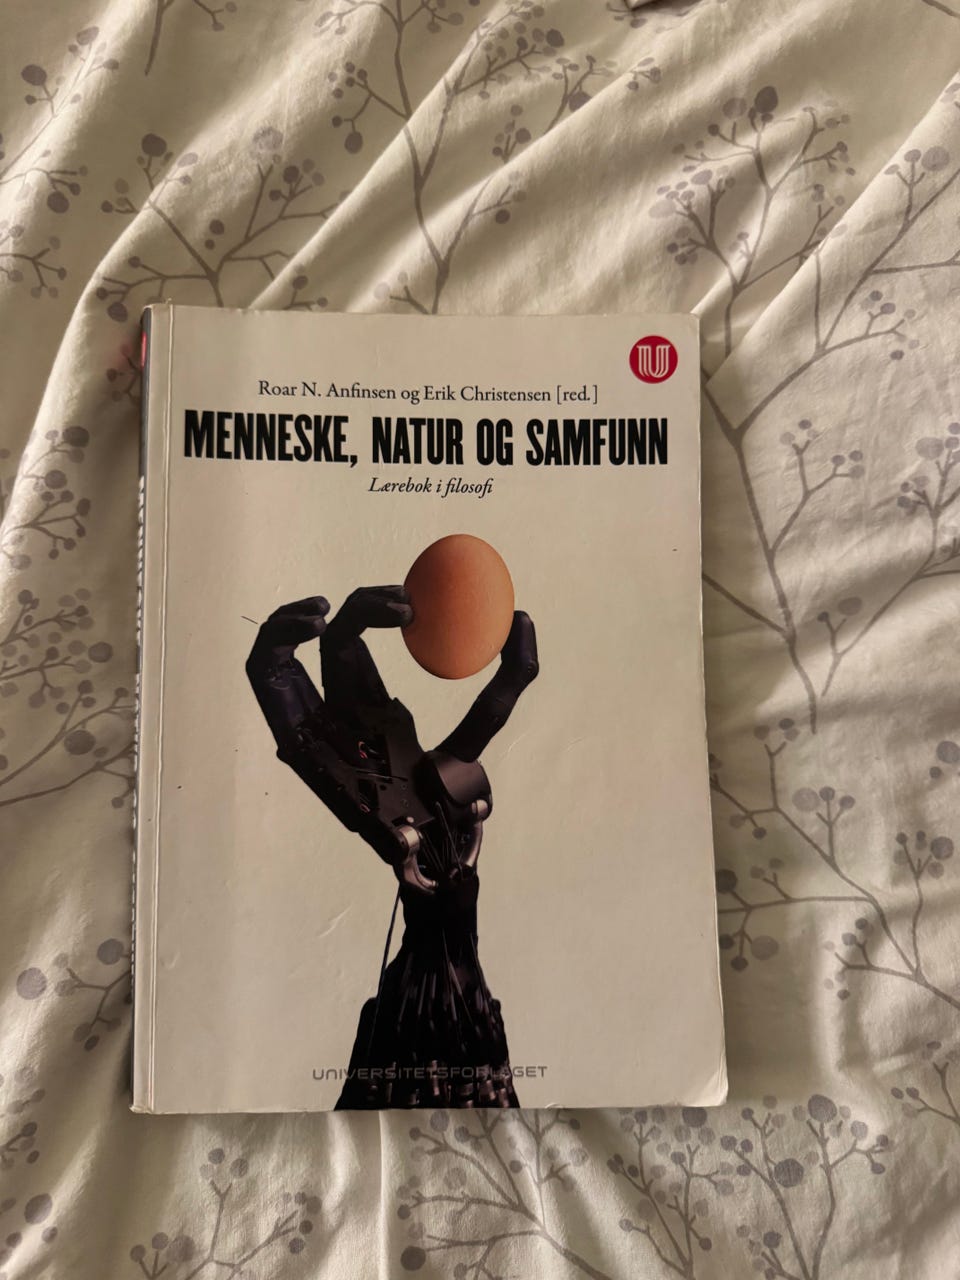 Roar N. Anfinsen og Erik Christensen [red.]
MENNESKE, NATUR OG SAMFUNN
Lærebok i filosofi
UNIVERSITETSFORLAGET